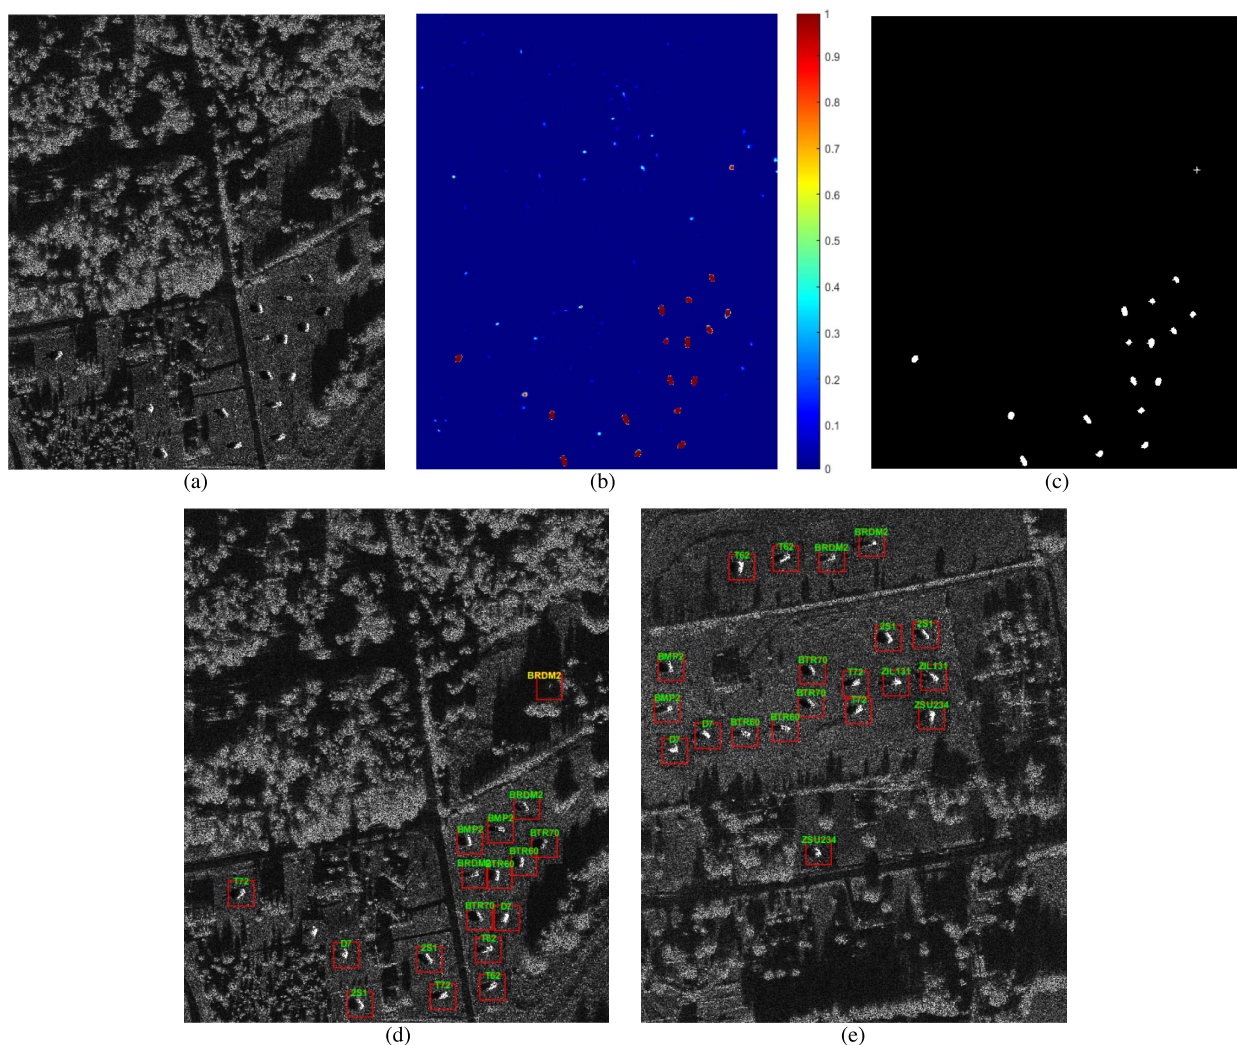 1
0.9
0.8
0.7
0.6
0.5
0.4
0.3
0.2
0.1
0
(a)
(b)
(c)
BRDM2
BRDM2
BMP2
BMP2
BTR70
BTR60
BRDM2
BTR60
T72
BTR70
D7
T62
D7
2S1
T62
2S1
T72
BRDM2
T62
T62
BRDM2
2S1
2S1
BMP2
BTR70
T72
ZIL131
ZIL131
BMP2
BTR70
T72
ZSU234
D7
D7
BTR60
BTR60
ZSU234
(d)
(e)